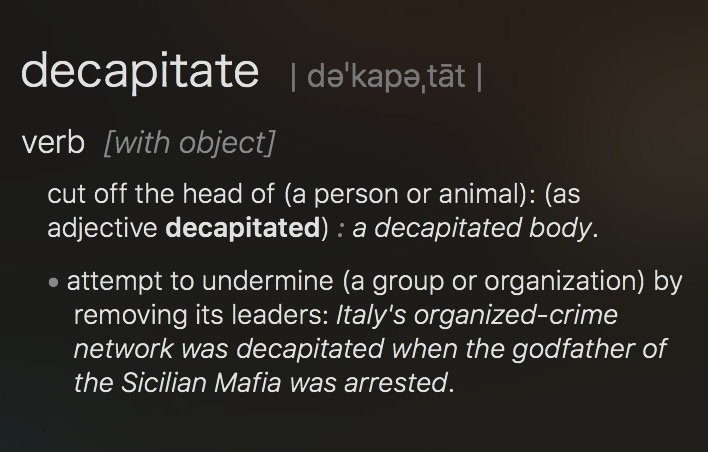 decapitate | dəˈkapəˌtāt |
verb [with object]
cut off the head of (a person or animal): (as
adjective decapitated) : a decapitated body.
• attempt to undermine (a group or organization) by
removing its leaders: Italy's organized-crime
network was decapitated when the godfather of
the Sicilian Mafia was arrested.